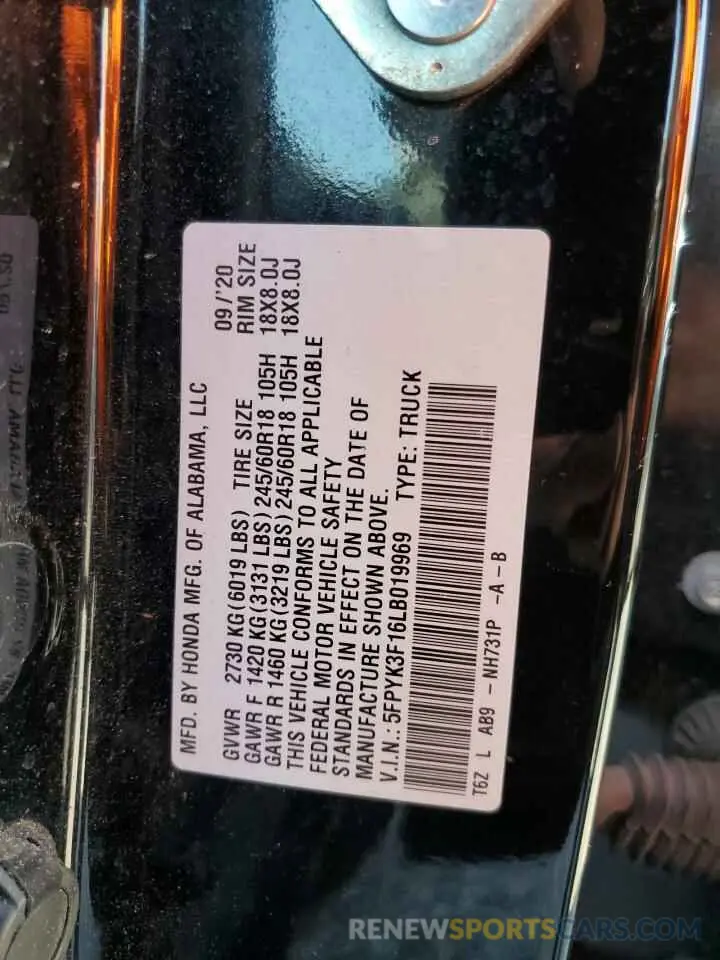 MFD. BY HONDA MFG. OF ALABAMA, LLC 09/'20
GVWR 2730 KG(6019 LBS) TIRE SIZE RIM SIZE
GAWR F 1420 KG(3131 LBS)245/60R18 105H 18X8.0J
GAWR R 1460 KG(3219 LBS)245/60R18 105H 18X8.0J
THIS VEHICLE CONFORMS TO ALL APPLICABLE
FEDERAL MOTOR VEHICLE SAFETY
STANDARDS IN EFFECT ON THE DATE OF
MANUFACTURE SHOWN ABOVE.
V.I.N.: 5FPYK3F16LB019969 TYPE: TRUCK
T6Z L AB9 -NH731P -A-B
RENEWSPORTSCARS.COM